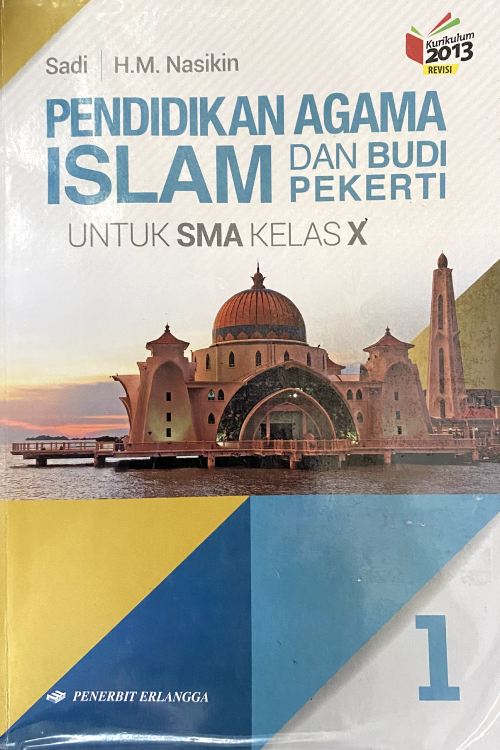 Sadi | H.M. Nasikin
Kurikulum
2013
REVISI
PENDIDIKAN AGAMA
ISLAM DAN BUDI
PEKERTI
UNTUK SMA KELAS X
1
PENERBIT ERLANGGA